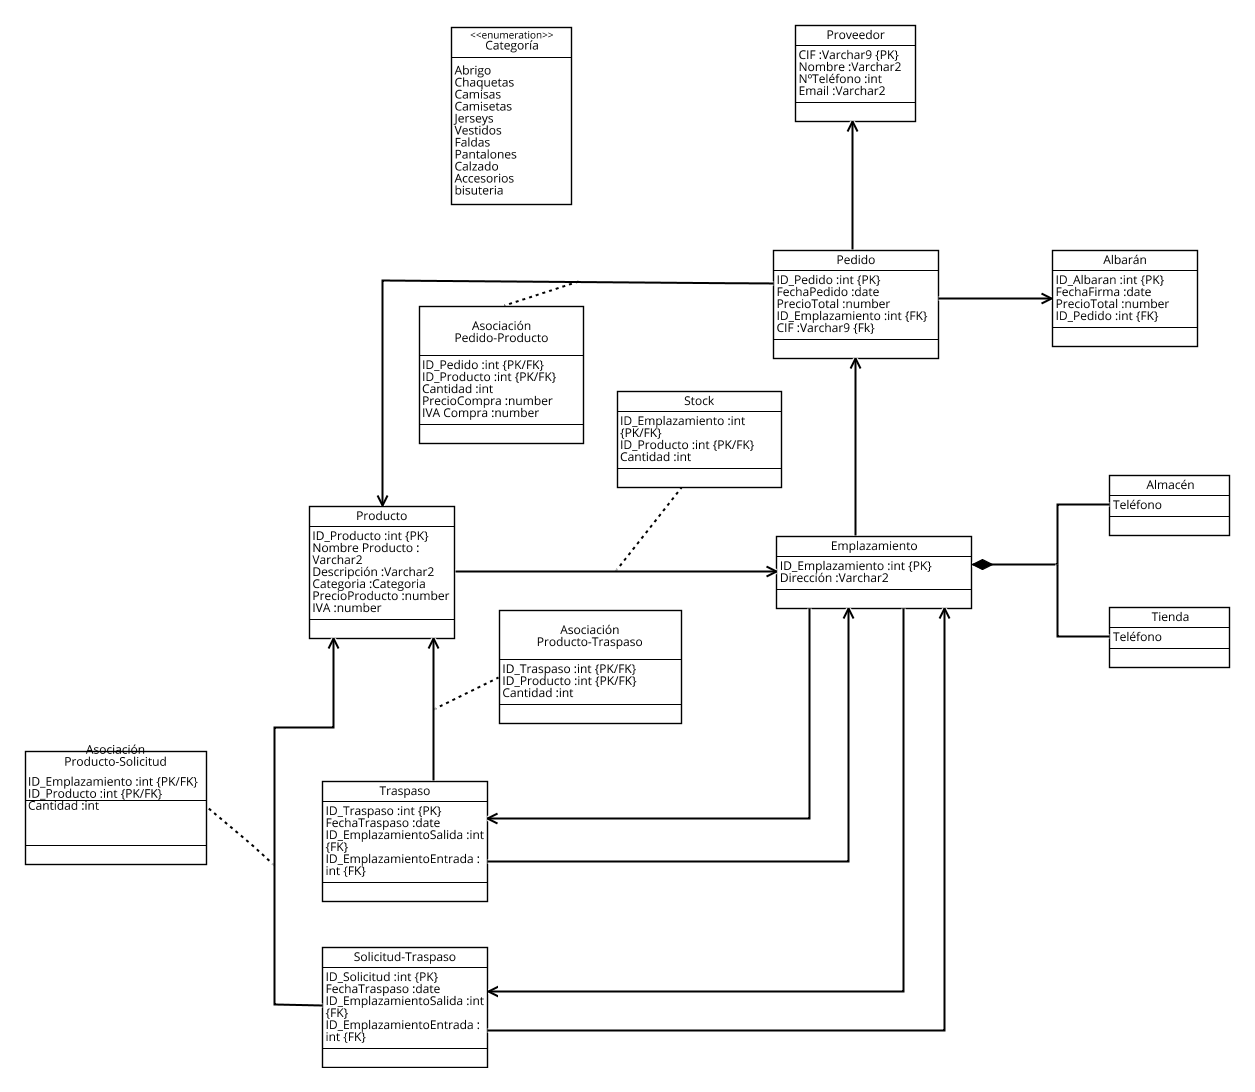 <<enumeration>>
Categoría
Abrigo
Chaquetas
Camisas
Camisetas
Jerseys
Vestidos
Faldas
Pantalones
Calzado
Accesorios
bisuteria
Proveedor
CIF :Varchar9 {PK}
Nombre :Varchar2
NºTeléfono :int
Email :Varchar2
Pedido
ID_Pedido :int {PK}
FechaPedido :date
PrecioTotal :number
ID_Emplazamiento :int {FK}
CIF :Varchar9 {Fk}
Albarán
ID_Albaran :int {PK}
FechaFirma :date
PrecioTotal :number
ID_Pedido :int {FK}
Asociación
Pedido-Producto
ID_Pedido :int {PK/FK}
ID_Producto :int {PK/FK}
Cantidad :int
PrecioCompra :number
IVA Compra :number
Stock
ID_Emplazamiento :int
{PK/FK}
ID_Producto :int {PK/FK}
Cantidad :int
Almacén
Teléfono
Producto
ID_Producto :int {PK}
Nombre Producto :
Varchar2
Descripción :Varchar2
Categoria :Categoria
PrecioProducto :number
IVA :number
Emplazamiento
ID_Emplazamiento :int {PK}
Dirección :Varchar2
Tienda
Teléfono
Asociación
Producto-Traspaso
ID_Traspaso :int {PK/FK}
ID_Producto :int {PK/FK}
Cantidad :int
Asociación
Producto-Solicitud
ID_Emplazamiento :int {PK/FK}
ID_Producto :int {PK/FK}
Cantidad :int
Traspaso
ID_Traspaso :int {PK}
FechaTraspaso :date
ID_EmplazamientoSalida :int
{FK}
ID_EmplazamientoEntrada :
int {FK}
Solicitud-Traspaso
ID_Solicitud :int {PK}
FechaTraspaso :date
ID_EmplazamientoSalida :int
{FK}
ID_EmplazamientoEntrada :
int {FK}